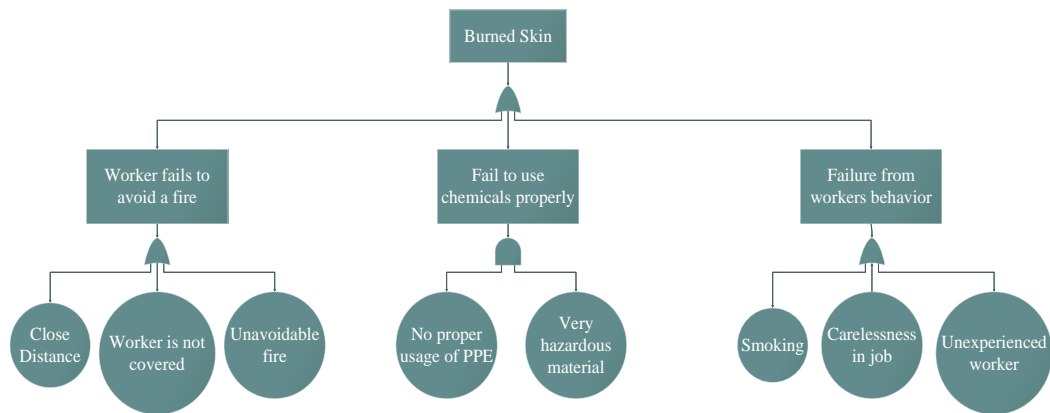 Burned Skin
Worker fails to
avoid a fire
Fail to use
chemicals properly
Failure from
workers behavior
Close
Distance
Worker is not
covered
Unavoidable
fire
No proper
usage of PPE
Very
hazardous
material
Smoking
Carelessness
in job
Unexperienced
worker